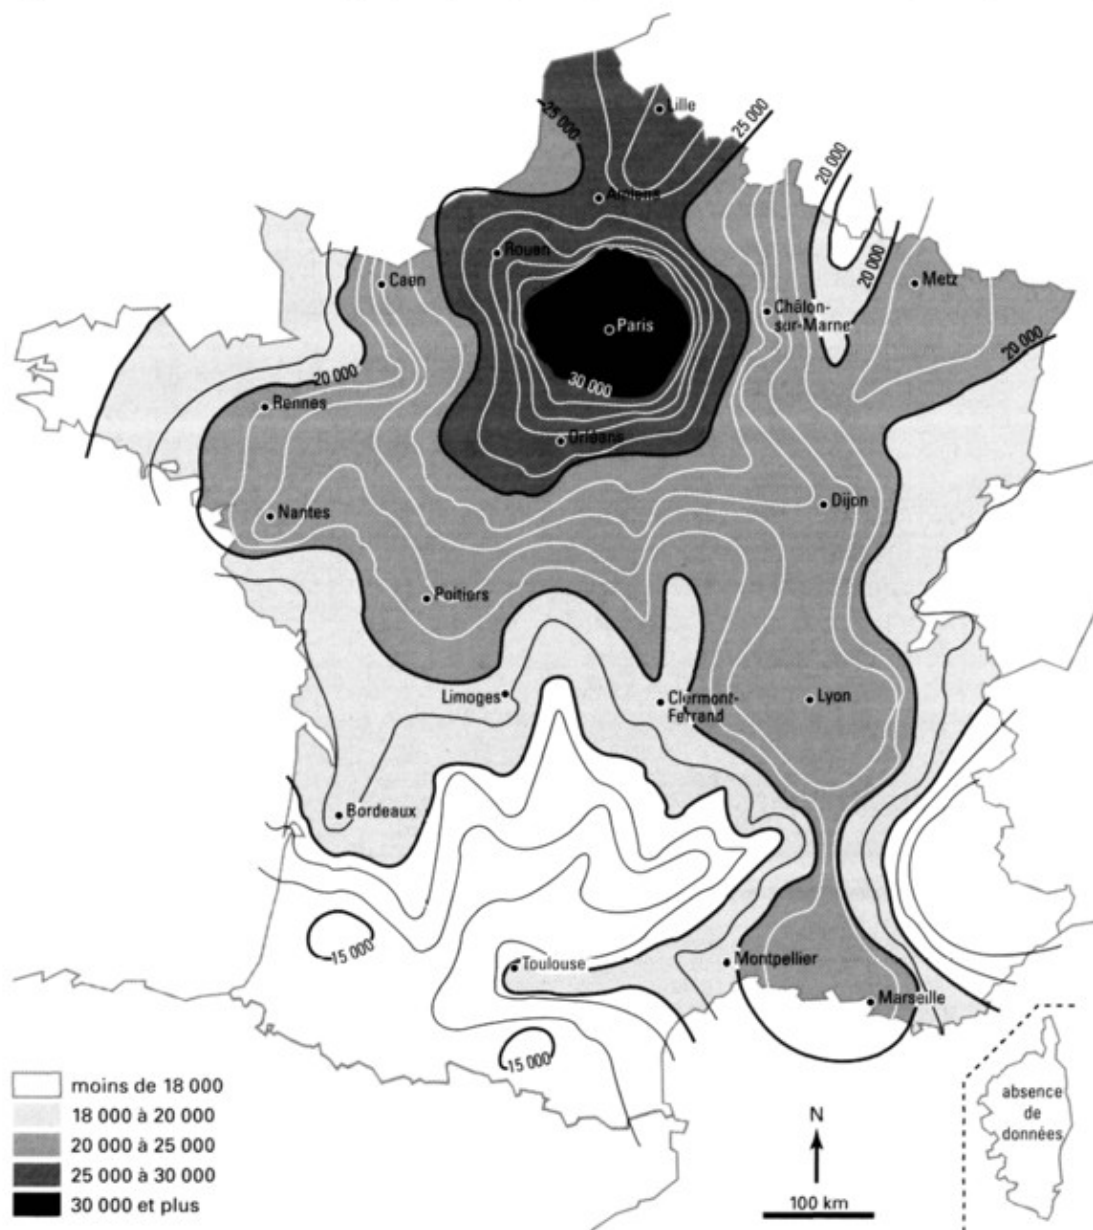 Lille
25 000
25 000
20 000
Amiens
Rouen
Caen
20 000
Metz
Châlon-
sur-Marne
Paris
20 000
20 000
30 000
Rennes
Orléans
Nantes
Dijon
Poitiers
Limoges
Clermont-
Ferrand
Lyon
Bordeaux
15 000
Toulouse
Montpellier
Marseille
15 000
absence
de
données
moins de 18 000
18 000 à 20 000
20 000 à 25 000
25 000 à 30 000
30 000 et plus
N
100 km